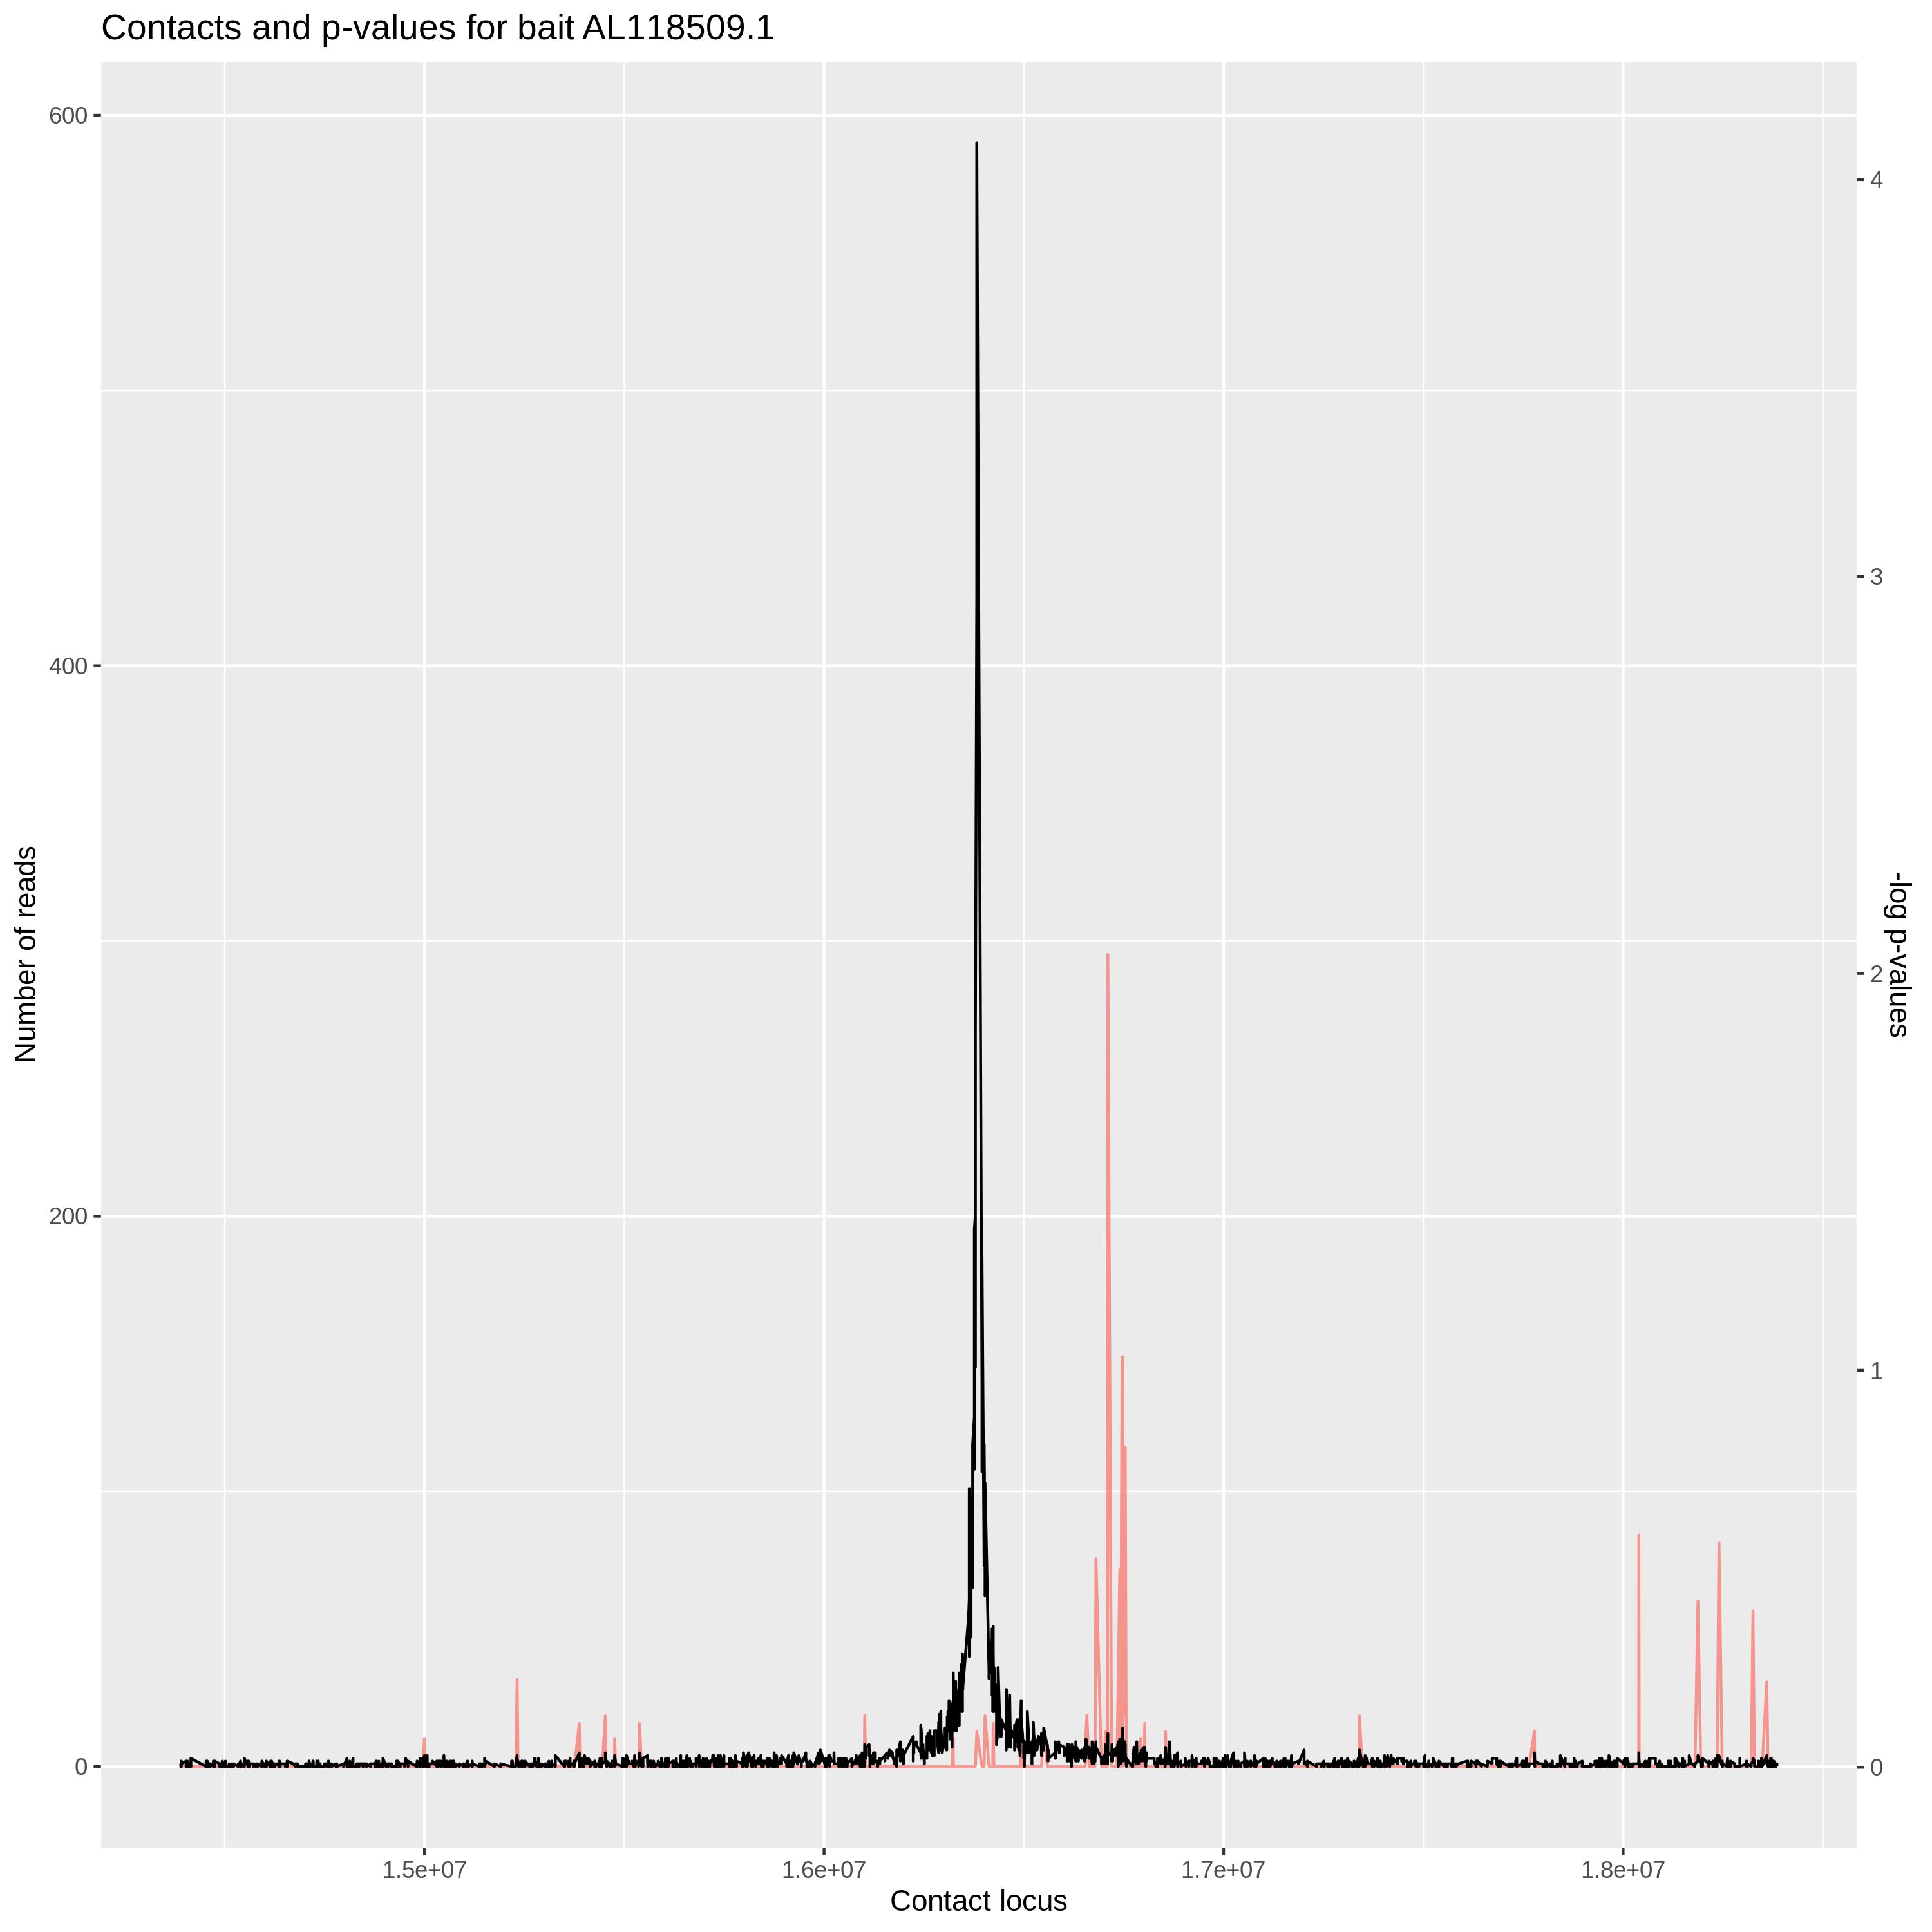 Contacts and p-values for bait AL118509.1
600
400
200
0
Number of reads
4
3
2
1
0
-log p-values
1.5e+07
1.6e+07
1.7e+07
1.8e+07
Contact locus